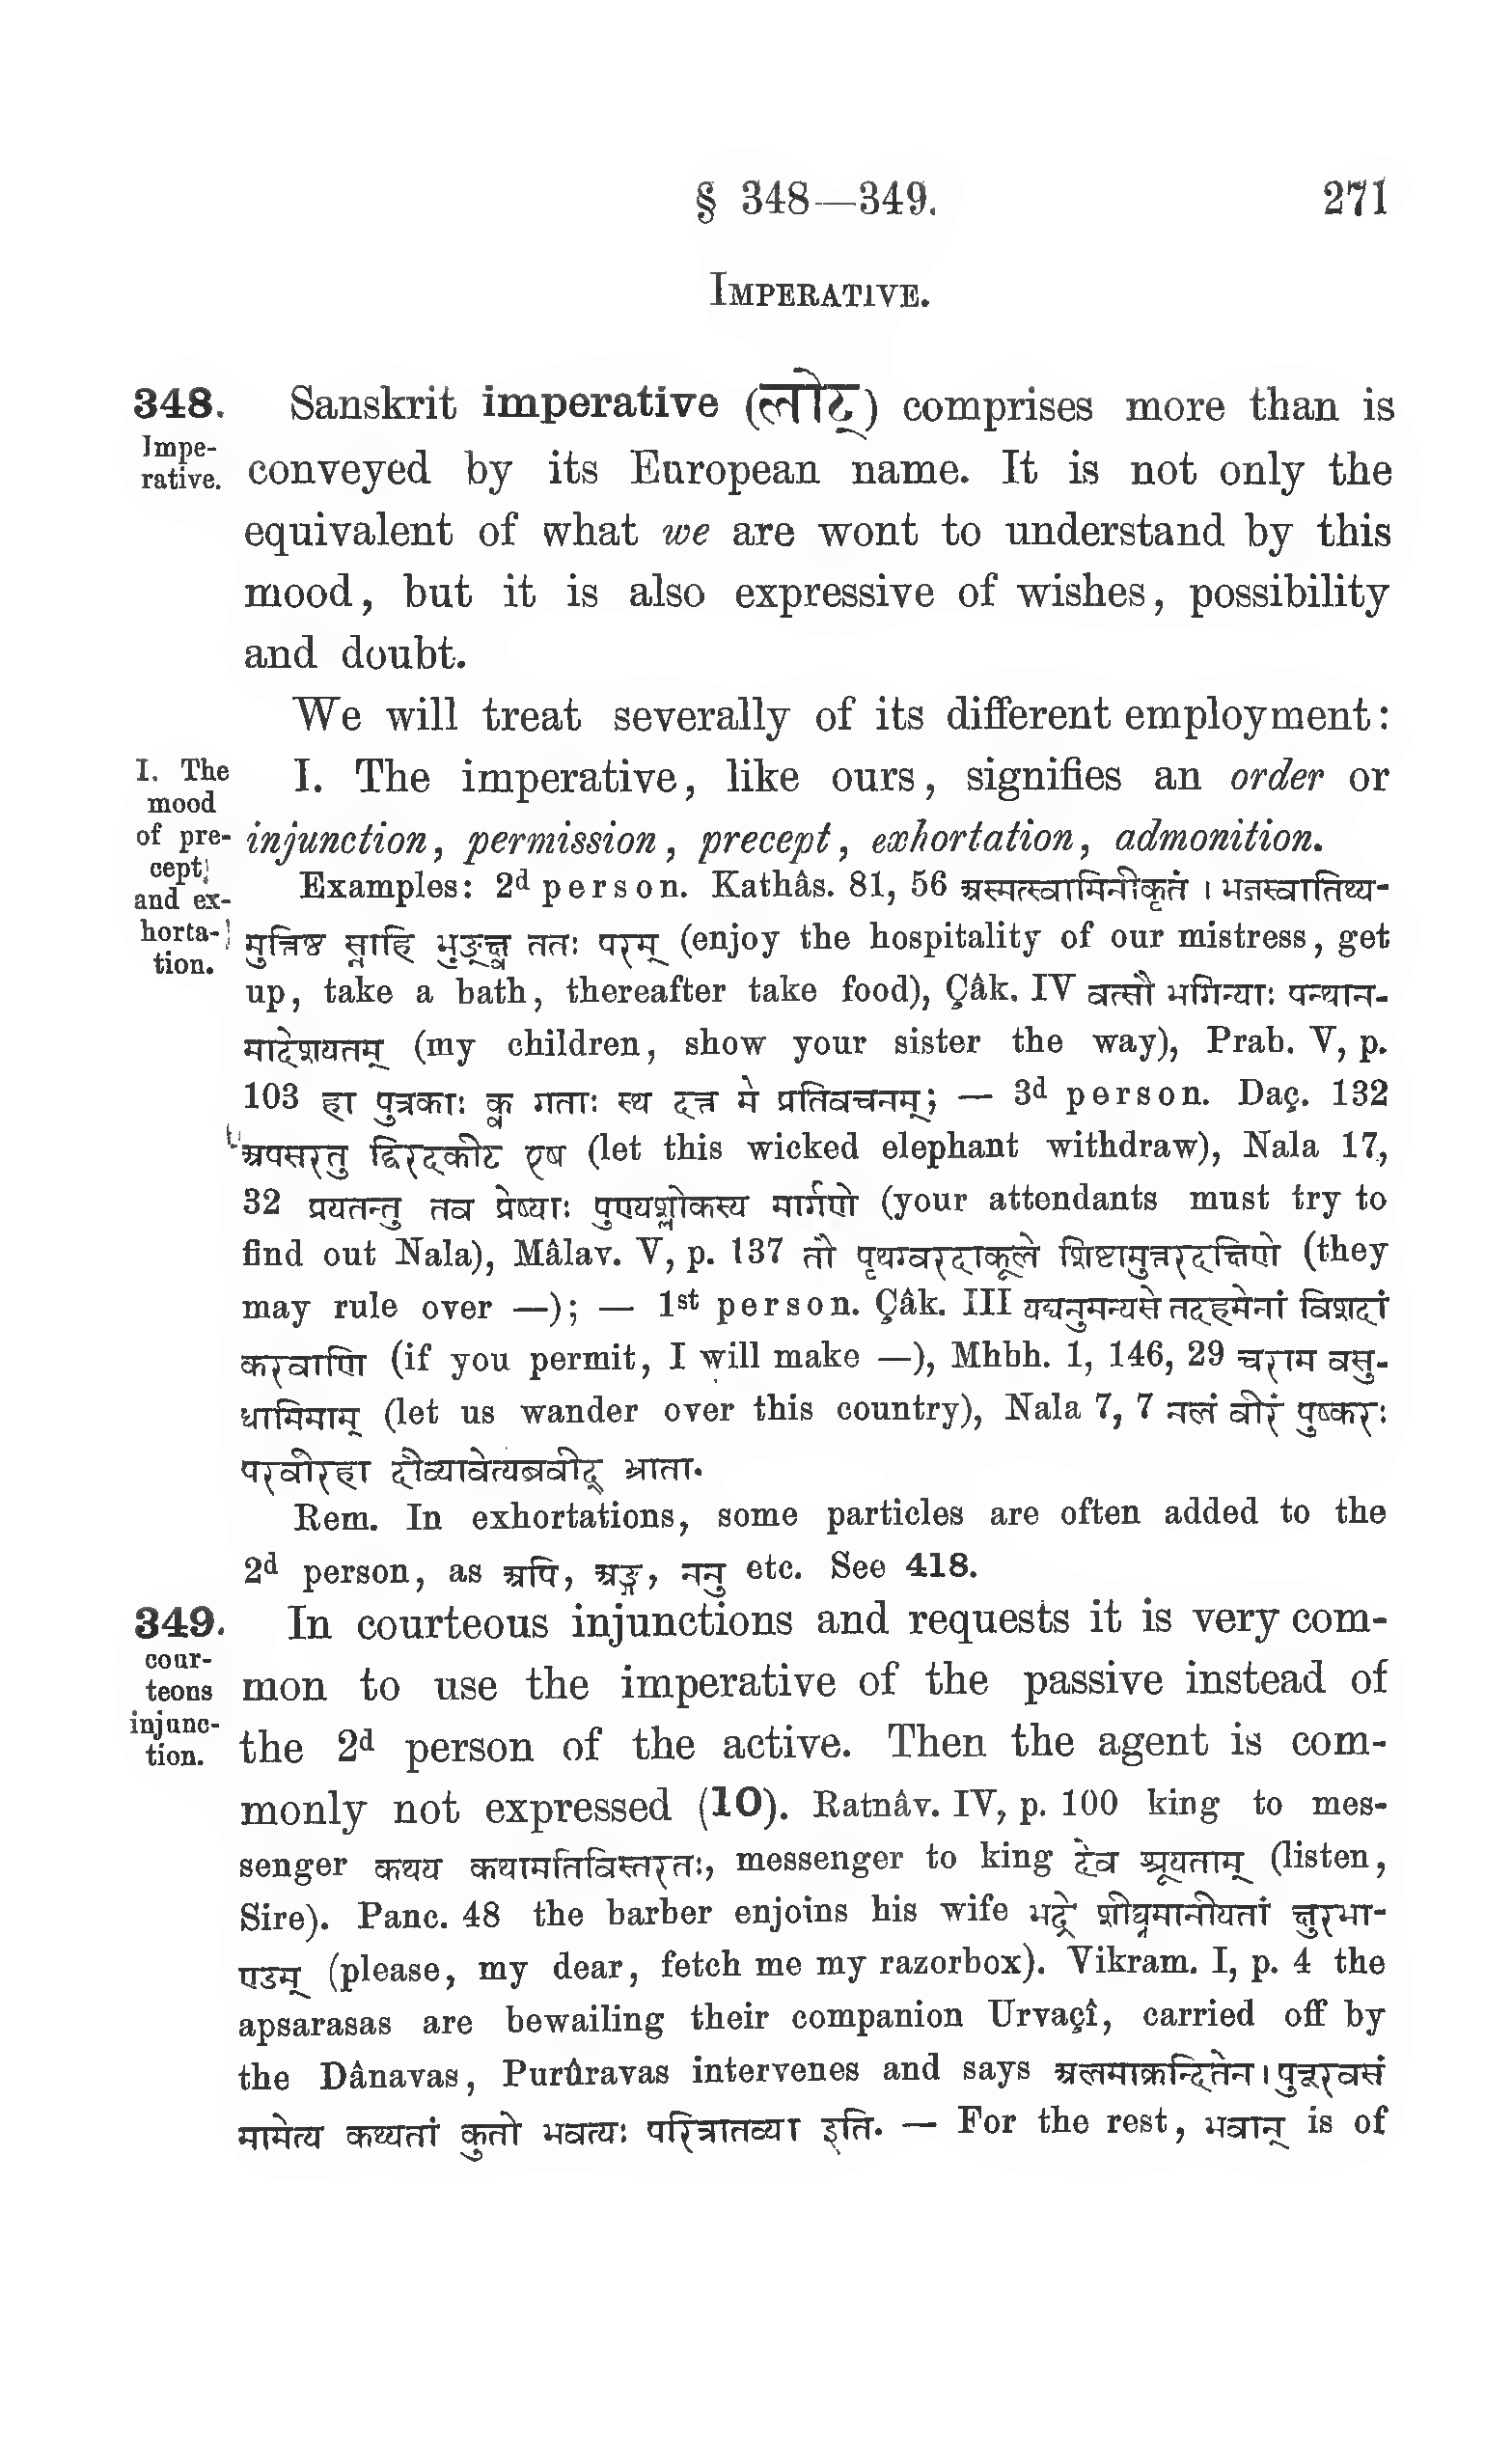 § 348—349. 271
IMPERATIVE.
348. Sanskrit imperative (लोट्) comprises more than is
Impe-
rative.
conveyed by its European name. It is not only the
equivalent of what we are wont to understand by this
mood, but it is also expressive of wishes, possibility
and doubt.
We will treat severally of its different employment:
I. The
mood
of pre-
cept
and ex-
horta-
tion.
I. The imperative, like ours, signifies an order or
injunction, permission, precept, exhortation, admonition.
Examples: 2d person. Kathâs. 81, 56 अस्मत्स्वामिनीकृतं । भजस्वातिथ्य-
मुत्तिष्ठ स्नाहि भुङ्क्ष्व ततः परम् (enjoy the hospitality of our mistress, get
up, take a bath, thereafter take food), Çâk. IV वत्सौ भगिन्याः पन्थान-
मादेशयतम् (my children, show your sister the way), Prab. V, p.
103 हा पुत्रकाः क्व गताः स्थ दत्त मे प्रतिवचनम्; — 3d person. Daç. 132
अपसरतु द्विरदकीट एष (let this wicked elephant withdraw), Nala 17,
32 प्रयतन्तु तव प्रेष्याः पुण्यश्लोकस्य मार्गणे (your attendants must try to
find out Nala), Mâlav. V, p. 137 तौ पृथग्वरदाकूले शिष्टामुत्तरदक्षिणे (they
may rule over —); — 1st person. Çâk. III यद्यनुमन्यसे तदहमेनां विशदां
करवाणि (if you permit, I will make —), Mhbh. 1, 146, 29 चराम वसु-
धामिमाम् (let us wander over this country), Nala 7, 7 नलं वीरं पुष्करः
परवीरहा दीव्यावेत्यब्रवीद् भ्राता.
Rem. In exhortations, some particles are often added to the
2d person, as अपि, अङ्ग, ननु etc. See 418.
349. In courteous injunctions and requests it is very com-
cour-
teons
injunc-
tion.
mon to use the imperative of the passive instead of
the 2d person of the active. Then the agent is com-
monly not expressed (10). Ratnâv. IV, p. 100 king to mes-
senger कथय कथामतिविस्तरतः, messenger to king देव श्रूयताम् (listen,
Sire). Panc. 48 the barber enjoins his wife भद्रे शीघ्रमानीयतां क्षुरभा-
ण्डम् (please, my dear, fetch me my razorbox). Vikram. I, p. 4 the
apsarasas are bewailing their companion Urvaçî, carried off by
the Dânavas, Purûravas intervenes and says अलमाक्रन्दितेन । पुरूरवसं
मामेत्य कथ्यतां कुतो भवत्यः परित्रातव्या इति. — For the rest, भवान् is of